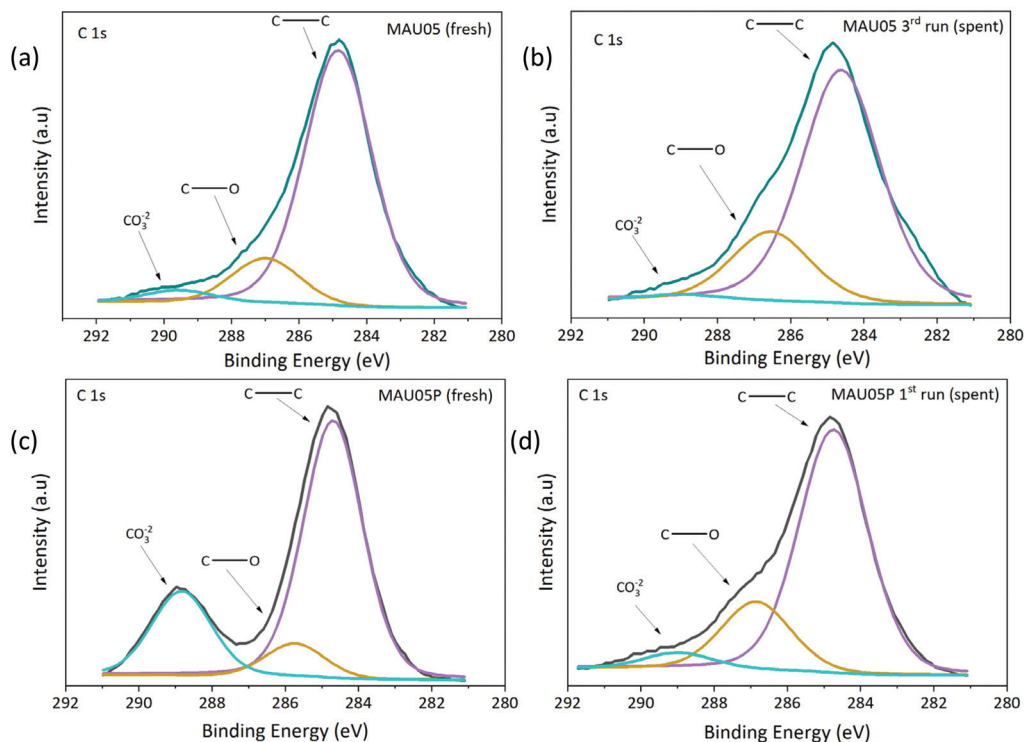 (a)
C 1s
C — C
MAU05 (fresh)
C — O
CO₃⁻²
Intensity (a.u)
292 290 288 286 284 282 280
Binding Energy (eV)
(b)
C 1s
C — C
MAU05 3ʳᵈ run (spent)
C — O
CO₃⁻²
Intensity (a.u)
292 290 288 286 284 282 280
Binding Energy (eV)
(c)
C 1s
C — C
MAU05P (fresh)
CO₃⁻²
C — O
Intensity (a.u)
292 290 288 286 284 282 280
Binding Energy (eV)
(d)
C 1s
C — C
MAU05P 1ˢᵗ run (spent)
C — O
CO₃⁻²
Intensity (a.u)
292 290 288 286 284 282 280
Binding Energy (eV)